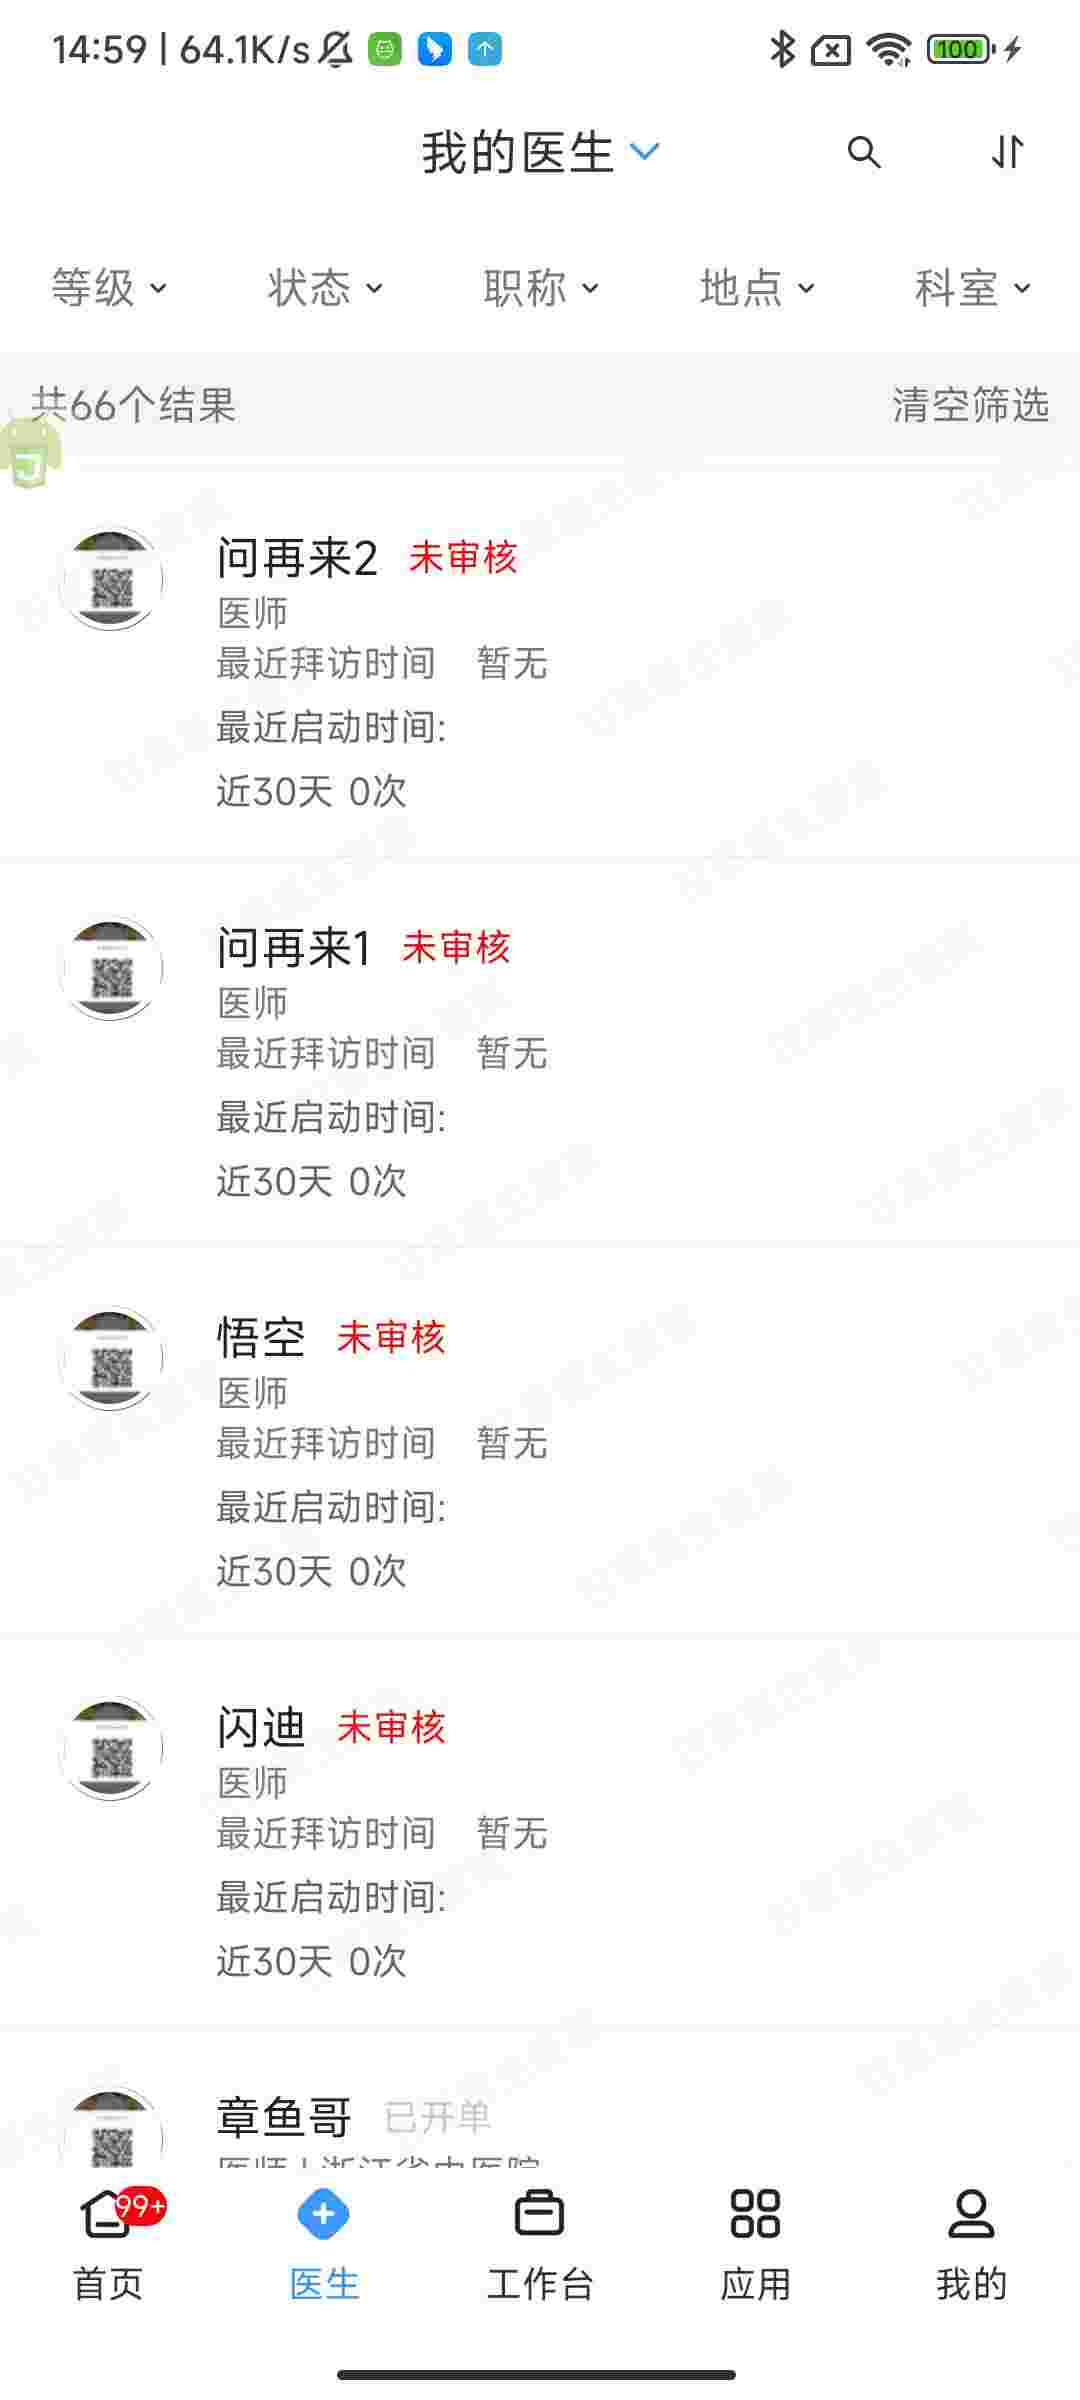 14:59 | 64.1K/s
100
我的医生
等级 状态 职称 地点 科室
共66个结果 清空筛选
问再来2 未审核
医师
最近拜访时间 暂无
最近启动时间:
近30天 0次
问再来1 未审核
医师
最近拜访时间 暂无
最近启动时间:
近30天 0次
悟空 未审核
医师
最近拜访时间 暂无
最近启动时间:
近30天 0次
闪迪 未审核
医师
最近拜访时间 暂无
最近启动时间:
近30天 0次
章鱼哥 已开单
医师 | 浙江省中医院
99+
首页 医生 工作台 应用 我的